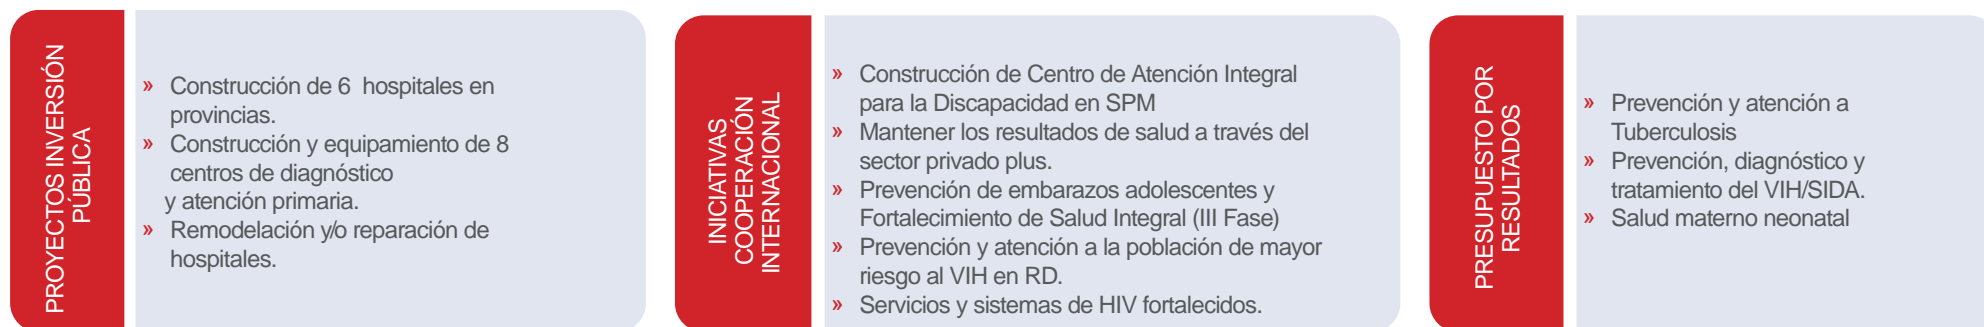 PROYECTOS INVERSIÓN
PÚBLICA
» Construcción de 6 hospitales en
provincias.
» Construcción y equipamiento de 8
centros de diagnóstico
y atención primaria.
» Remodelación y/o reparación de
hospitales.
INICIATIVAS
COOPERACIÓN
INTERNACIONAL
» Construcción de Centro de Atención Integral
para la Discapacidad en SPM
» Mantener los resultados de salud a través del
sector privado plus.
» Prevención de embarazos adolescentes y
Fortalecimiento de Salud Integral (III Fase)
» Prevención y atención a la población de mayor
riesgo al VIH en RD.
» Servicios y sistemas de HIV fortalecidos.
PRESUPUESTO POR
RESULTADOS
» Prevención y atención a
Tuberculosis
» Prevención, diagnóstico y
tratamiento del VIH/SIDA.
» Salud materno neonatal